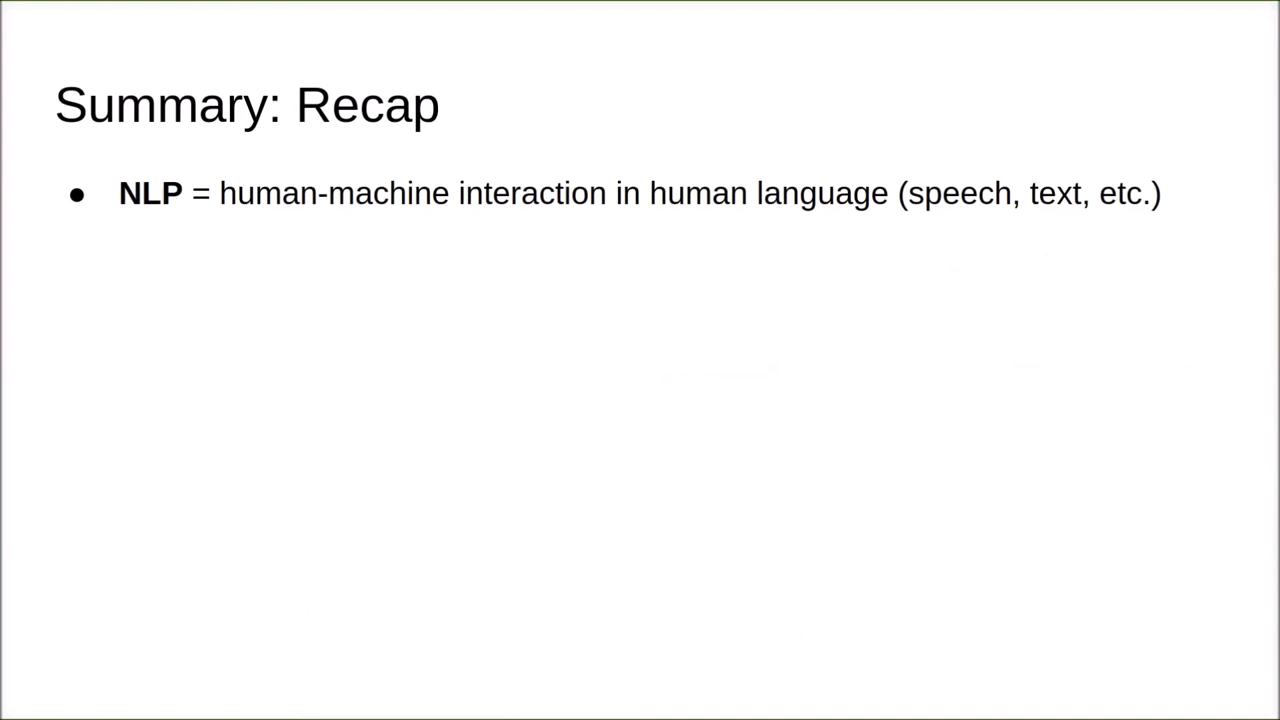 Summary: Recap
● NLP = human-machine interaction in human language (speech, text, etc.)